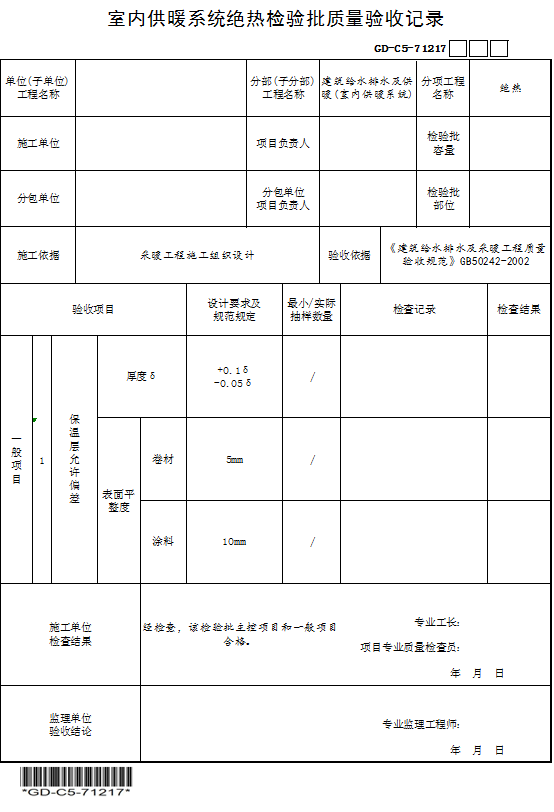 室内供暖系统绝热检验批质量验收记录
GD-C5-71217
单位(子单位)
工程名称
分部(子分部)
工程名称
建筑给水排水及供
暖(室内供暖系统)
分项工程
名称
绝热
施工单位
项目负责人
检验批
容量
分包单位
分包单位
项目负责人
检验批
部位
施工依据
采暖工程施工组织设计
验收依据
《建筑给水排水及采暖工程质量
验收规范》GB50242-2002
验收项目
设计要求及
规范规定
最小/实际
抽样数量
检查记录
检查结果
一般项目
1
保温层允许偏差
厚度δ
+0.1δ
-0.05δ
/
表面平
整度
卷材
5mm
/
涂料
10mm
/
施工单位
检查结果
经检查，该检验批主控项目和一般项目
合格。
专业工长:
项目专业质量检查员:
年 月 日
监理单位
验收结论
专业监理工程师:
年 月 日
*GD-C5-71217*